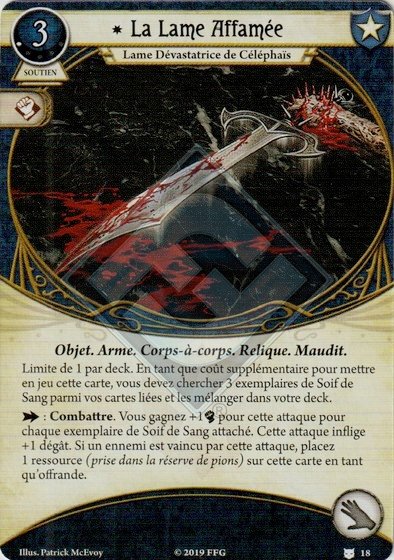 3
SOUTIEN
* La Lame Affamée
Lame Dévastatrice de Céléphaïs
Objet. Arme. Corps-à-corps. Relique. Maudit.
Limite de 1 par deck. En tant que coût supplémentaire pour mettre
en jeu cette carte, vous devez chercher 3 exemplaires de Soif de
Sang parmi vos cartes liées et les mélanger dans votre deck.
: Combattre. Vous gagnez +1 pour cette attaque pour
chaque exemplaire de Soif de Sang attaché. Cette attaque inflige
+1 dégât. Si un ennemi est vaincu par cette attaque, placez
1 ressource (prise dans la réserve de pions) sur cette carte en tant
qu'offrande.
Illus. Patrick McEvoy
© 2019 FFG
18